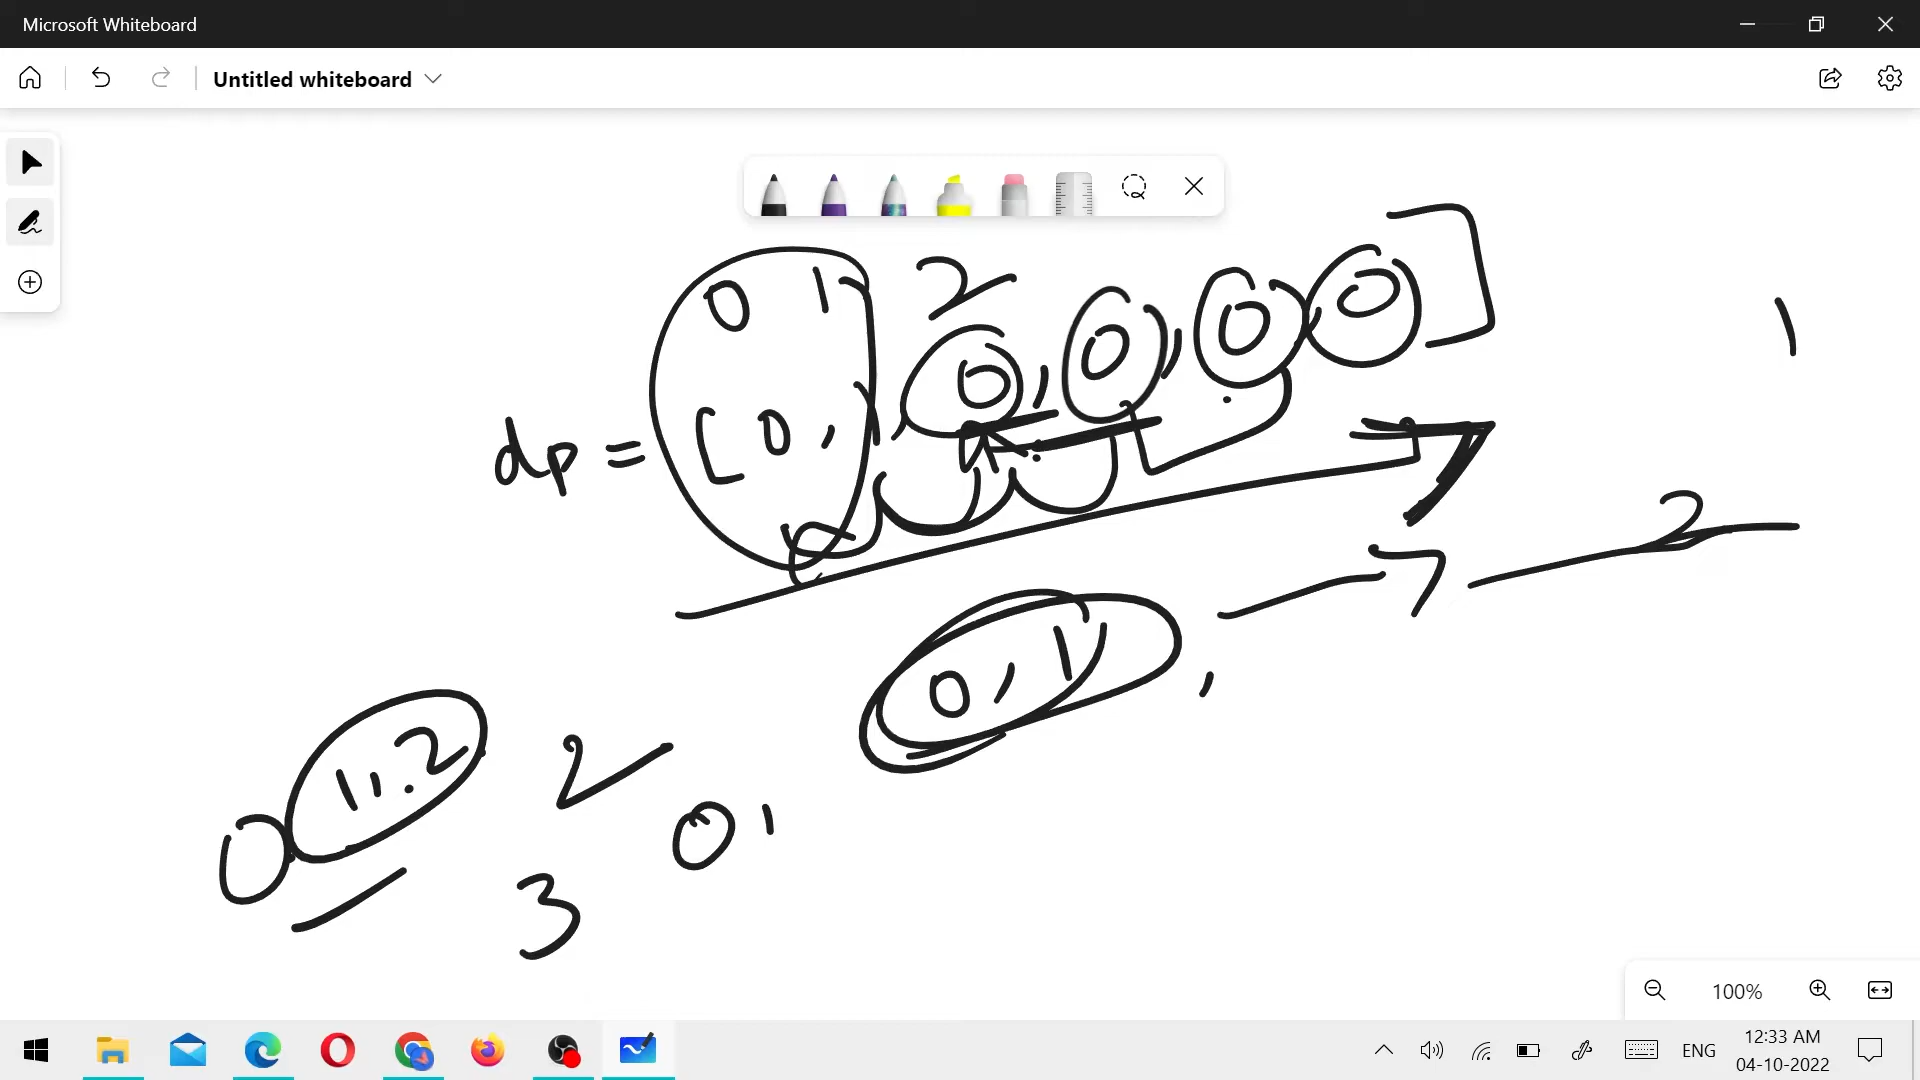 Microsoft Whiteboard
Untitled whiteboard
0 1 2
dp = [0, 1, 0, 0, 0, 0]
1
2
0, 1,
0 1, 2
2
0,
3
100%
ENG
12:33 AM
04-10-2022